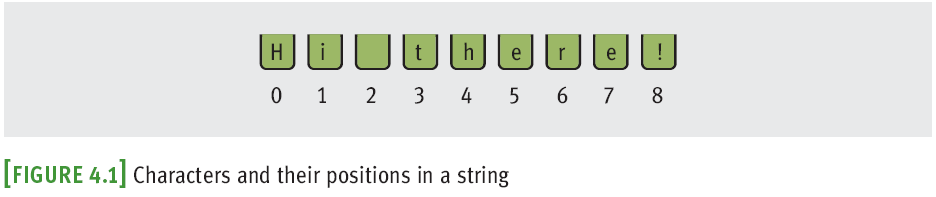 H i t h e r e !
0 1 2 3 4 5 6 7 8
[FIGURE 4.1] Characters and their positions in a string